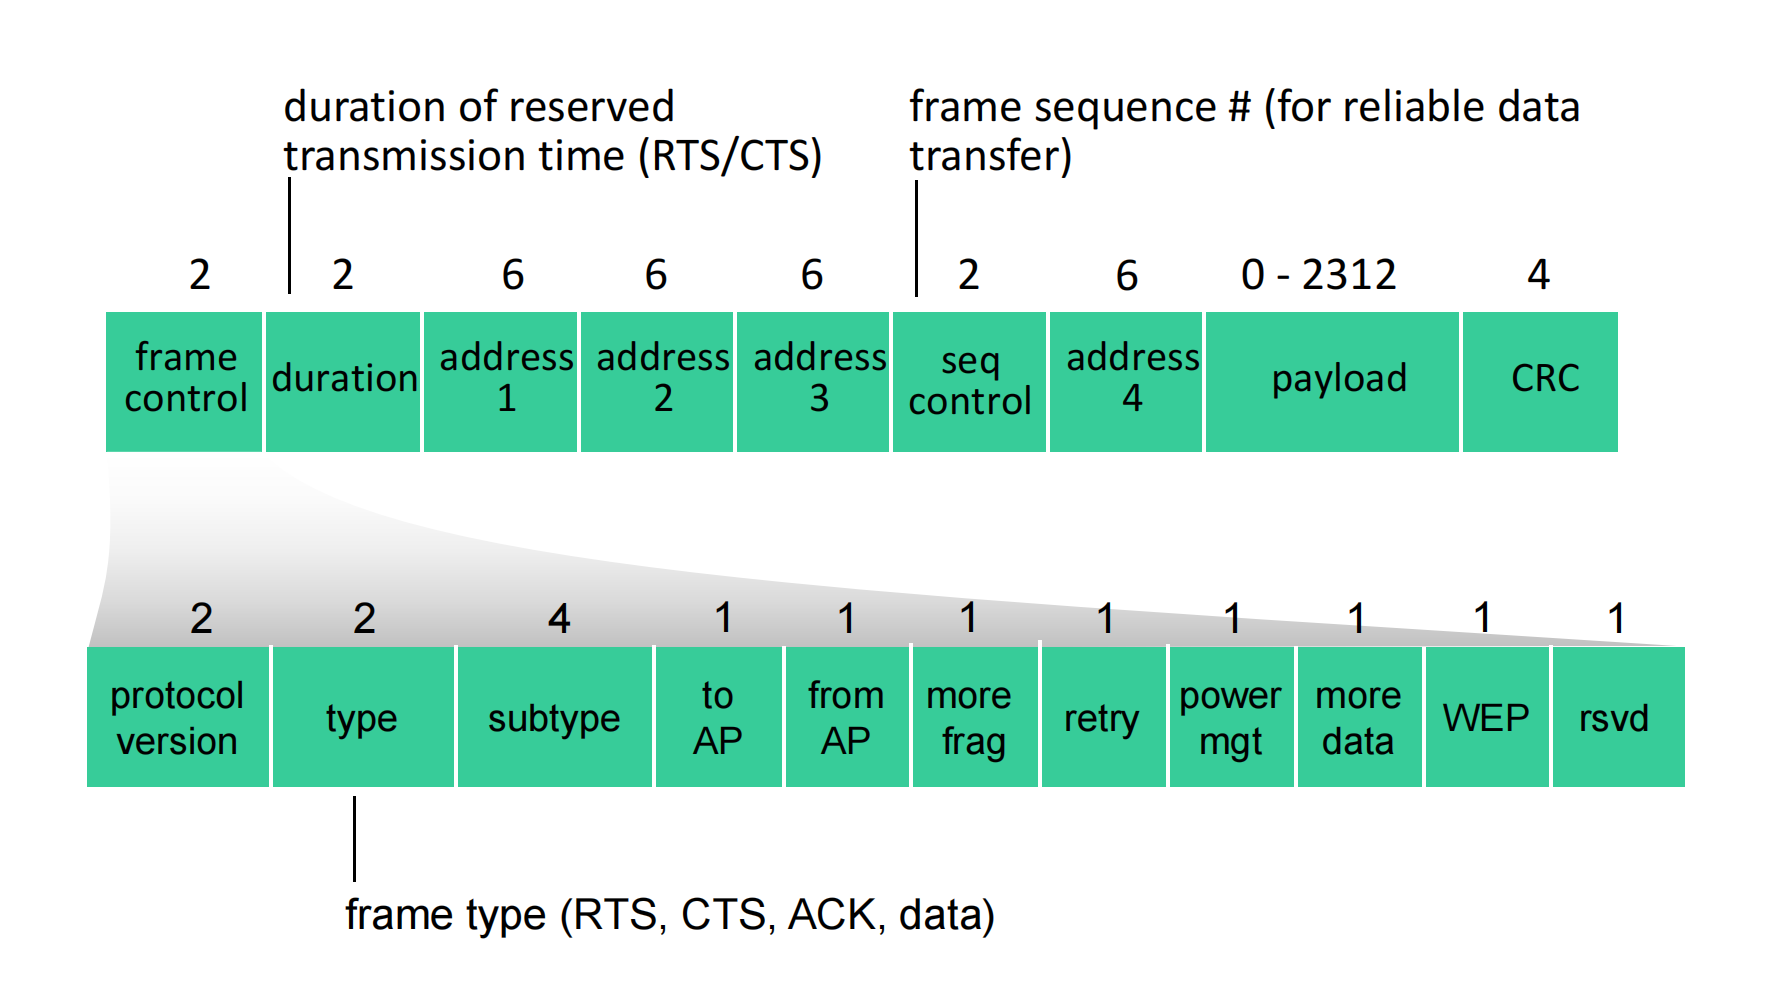 duration of reserved
transmission time (RTS/CTS)
frame sequence # (for reliable data
transfer)
2 2 6 6 6 2 6 0 - 2312 4
frame
control
duration
address
1
address
2
address
3
seq
control
address
4
payload
CRC
2 2 4 1 1 1 1 1 1 1 1
protocol
version
type
subtype
to
AP
from
AP
more
frag
retry
power
mgt
more
data
WEP
rsvd
frame type (RTS, CTS, ACK, data)